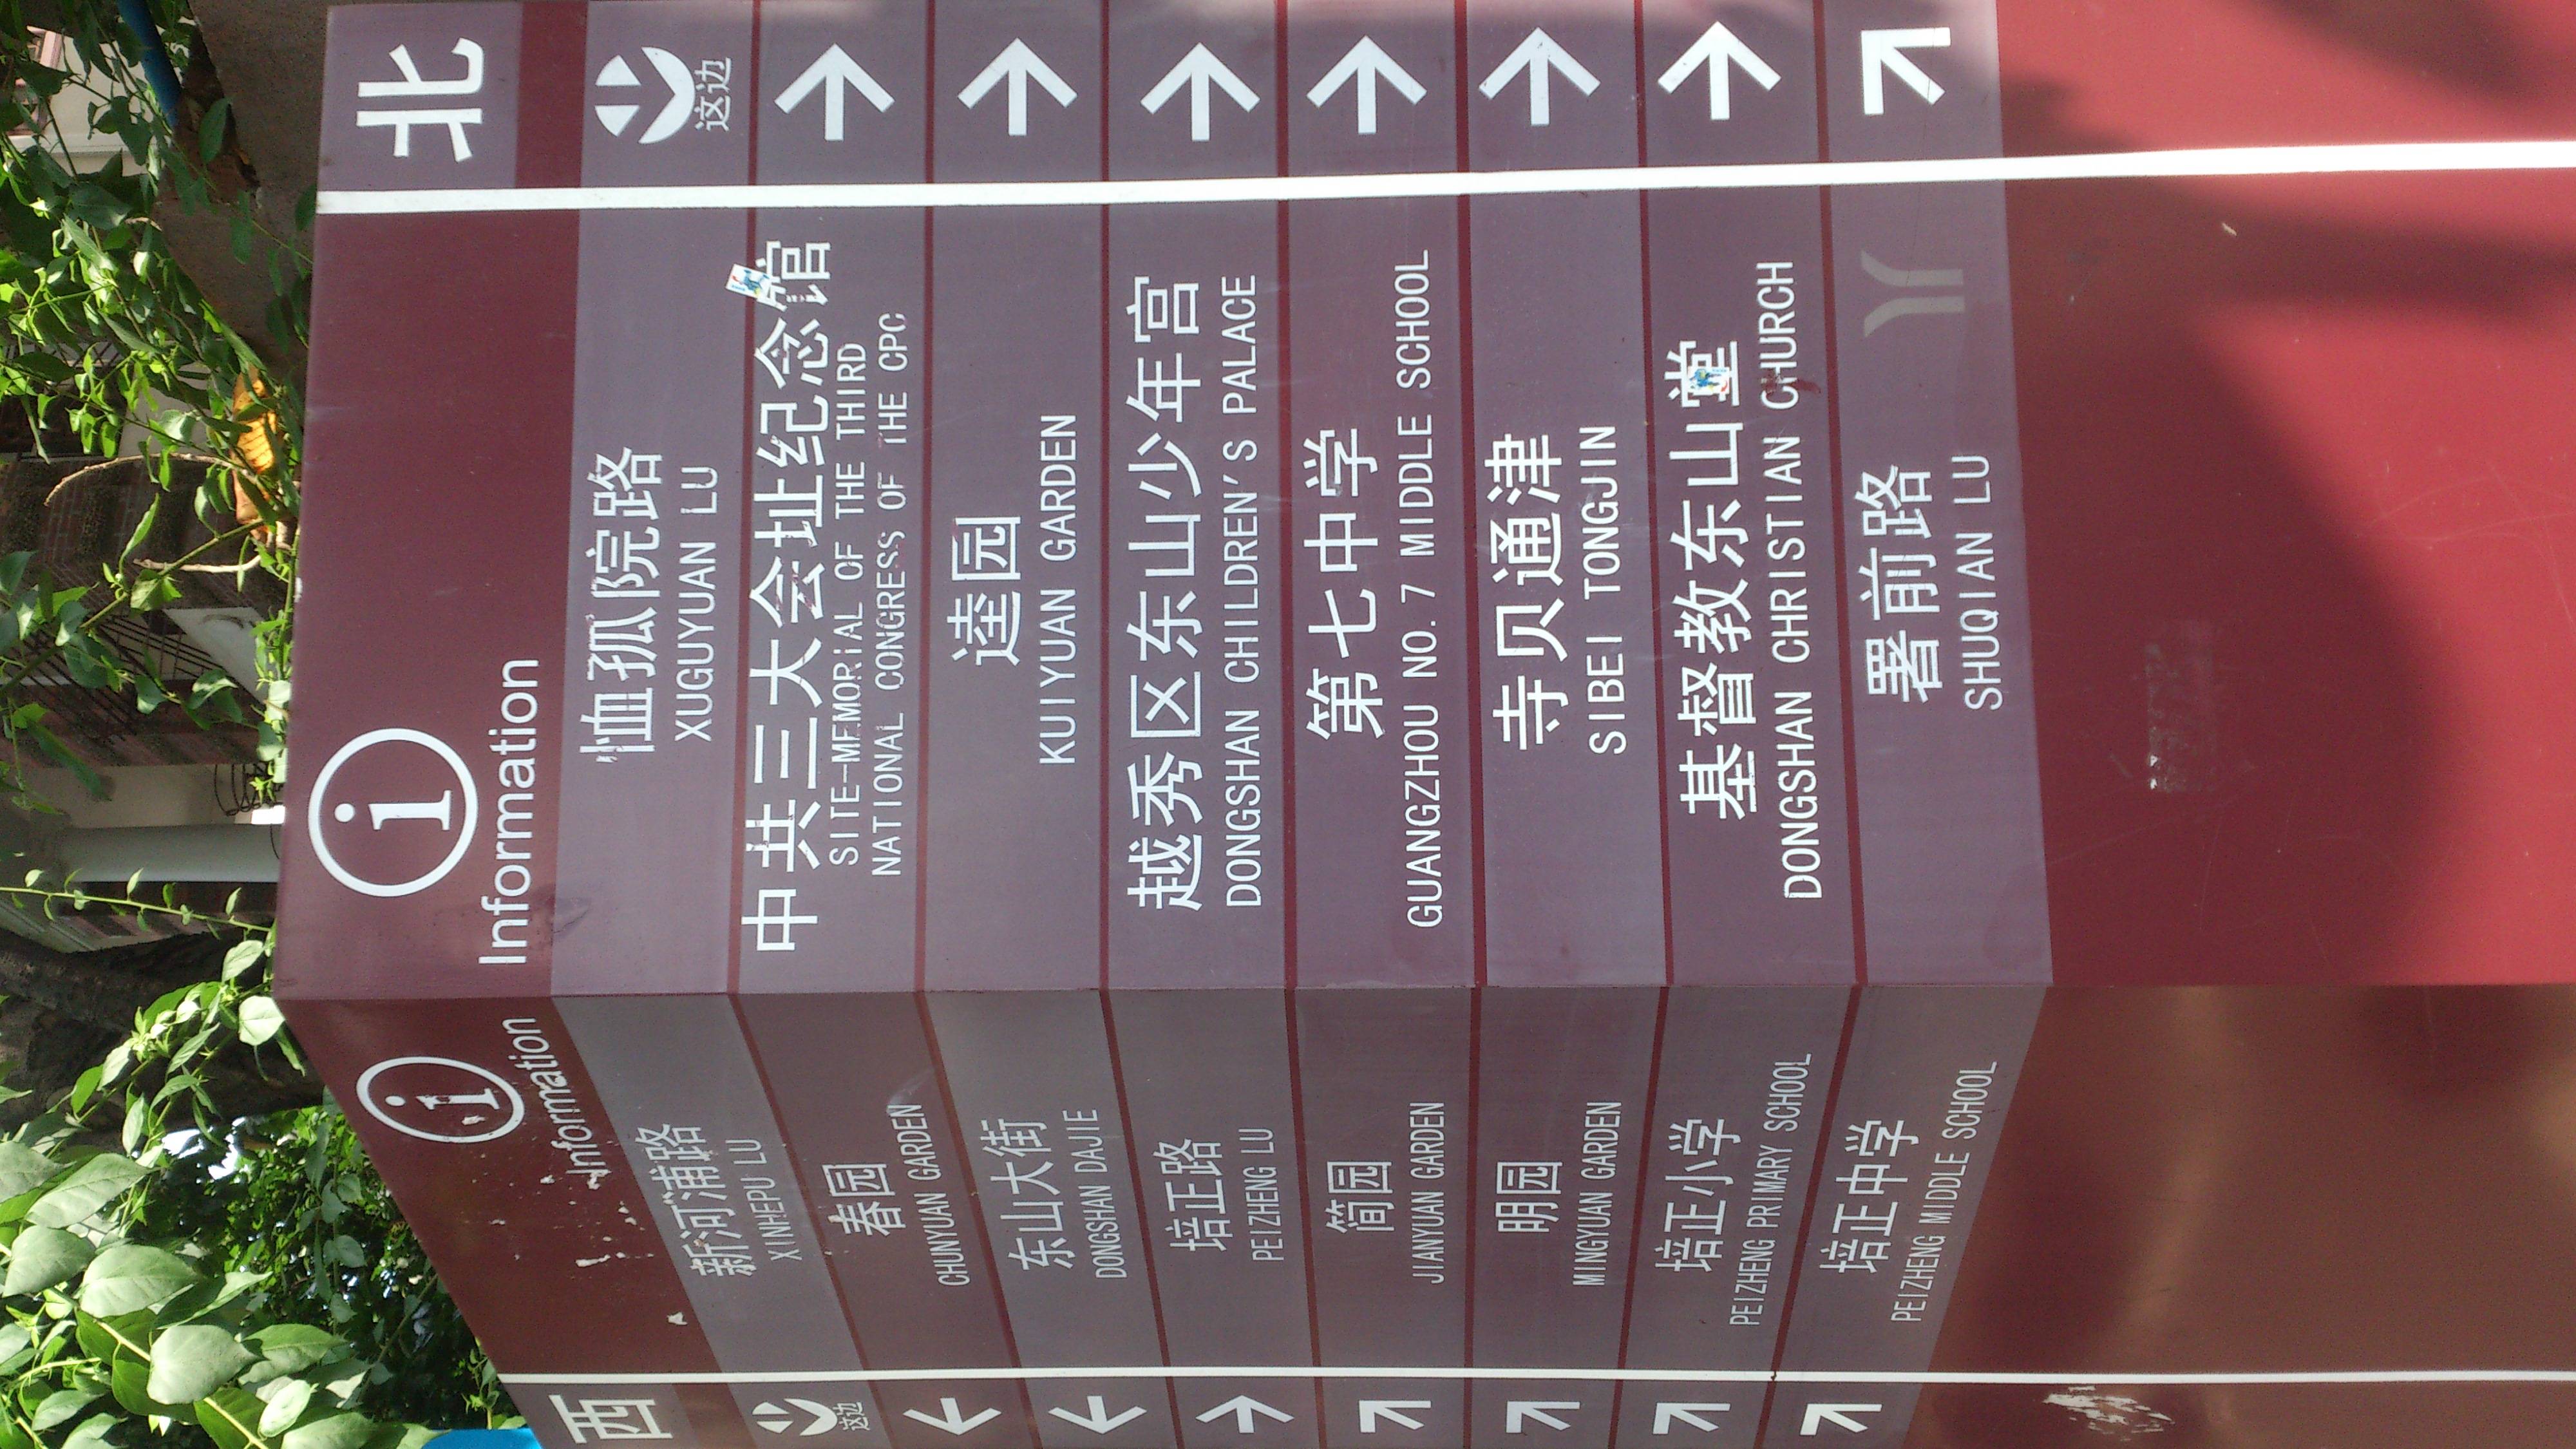 Information
北
恤孤院路
XUGUYUAN LU
这边
中共三大会址纪念馆
SITE-MEMORIAL OF THE THIRD
NATIONAL CONGRESS OF THE CPC
逵园
KUIYUAN GARDEN
越秀区东山少年宫
DONGSHAN CHILDREN'S PALACE
第七中学
GUANGZHOU NO.7 MIDDLE SCHOOL
寺贝通津
SIBEI TONGJIN
基督教东山堂
DONGSHAN CHRISTIAN CHURCH
署前路
SHUQIAN LU
Information
西
新河浦路
XINHEPU LU
这边
春园
CHUNYUAN GARDEN
东山大街
DONGSHAN DAJIE
培正路
PEIZHENG LU
简园
JIANYUAN GARDEN
明园
MINGYUAN GARDEN
培正小学
PEIZHENG PRIMARY SCHOOL
培正中学
PEIZHENG MIDDLE SCHOOL